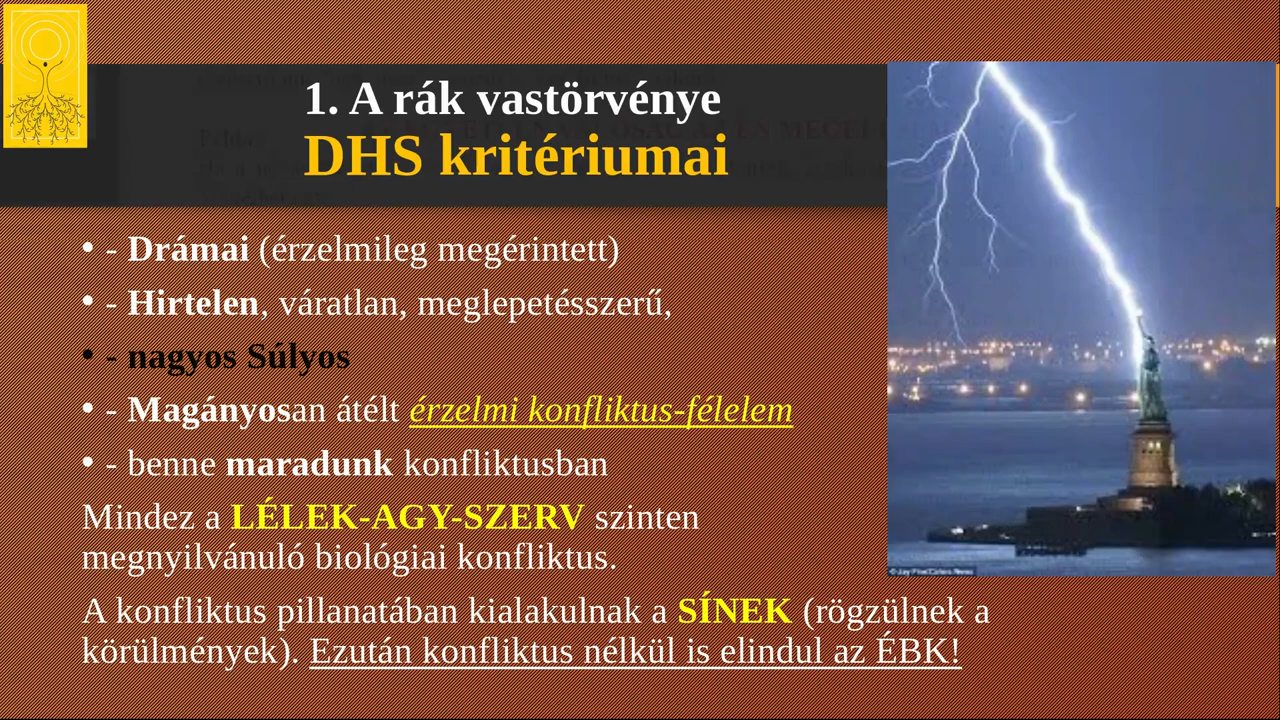 1. A rák vastörvénye
DHS kritériumai
• - Drámai (érzelmileg megérintett)
• - Hirtelen, váratlan, meglepetésszerű,
• - nagyos Súlyos
• - Magányosan átélt érzelmi konfliktus-félelem
• - benne maradunk konfliktusban
Mindez a LÉLEK-AGY-SZERV szinten
megnyilvánuló biológiai konfliktus.
A konfliktus pillanatában kialakulnak a SÍNEK (rögzülnek a
körülmények). Ezután konfliktus nélkül is elindul az ÉBK!